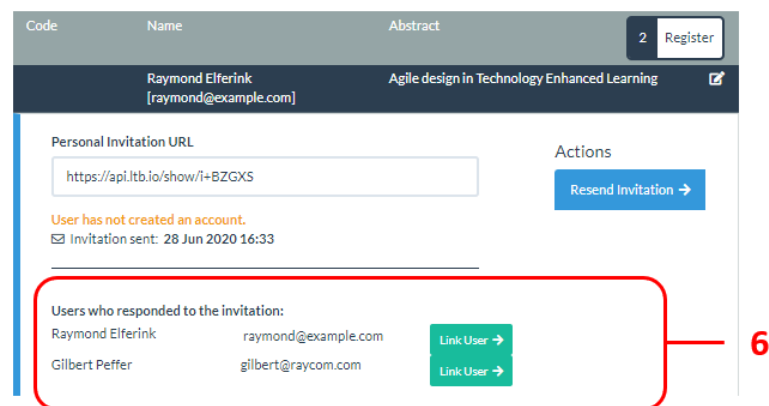 Code Name Abstract 2 Register
Raymond Elferink Agile design in Technology Enhanced Learning
[raymond@example.com]
Personal Invitation URL
Actions
https://api.ltb.io/show/i+BZGXS
Resend Invitation →
User has not created an account.
Invitation sent: 28 Jun 2020 16:33
Users who responded to the invitation:
Raymond Elferink raymond@example.com Link User →
6
Gilbert Peffer gilbert@raycom.com Link User →